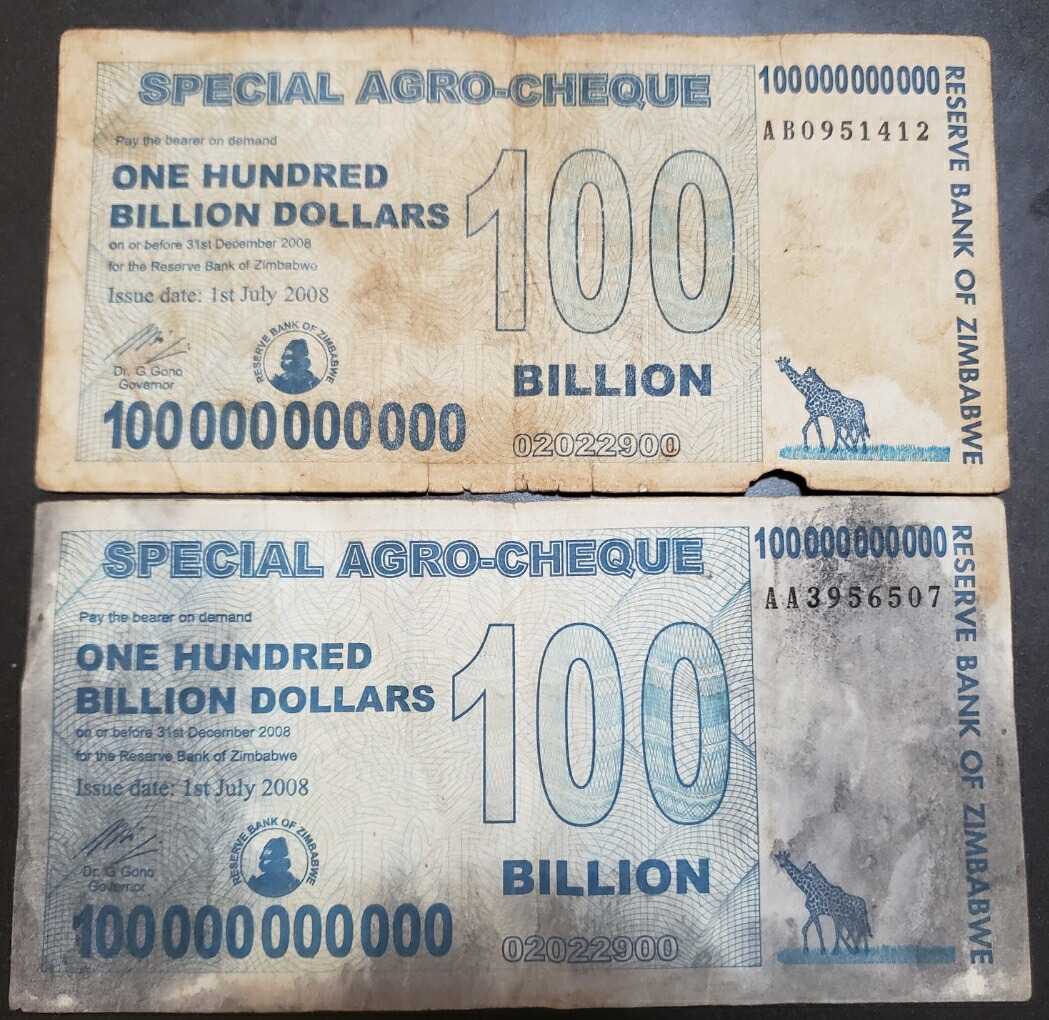 SPECIAL AGRO-CHEQUE
100000000000
AB0951412
Pay the bearer on demand
ONE HUNDRED
BILLION DOLLARS
on or before 31st December 2008
for the Reserve Bank of Zimbabwe
Issue date: 1st July 2008
RESERVE BANK OF ZIMBABWE
Dr. G Gono
Governor
100000000000
100
BILLION
02022900
RESERVE BANK OF ZIMBABWE
SPECIAL AGRO-CHEQUE
100000000000
AA3956507
Pay the bearer on demand
ONE HUNDRED
BILLION DOLLARS
on or before 31st December 2008
for the Reserve Bank of Zimbabwe
Issue date: 1st July 2008
RESERVE BANK OF ZIMBABWE
Dr. G Gono
Governor
100000000000
100
BILLION
02022900
RESERVE BANK OF ZIMBABWE